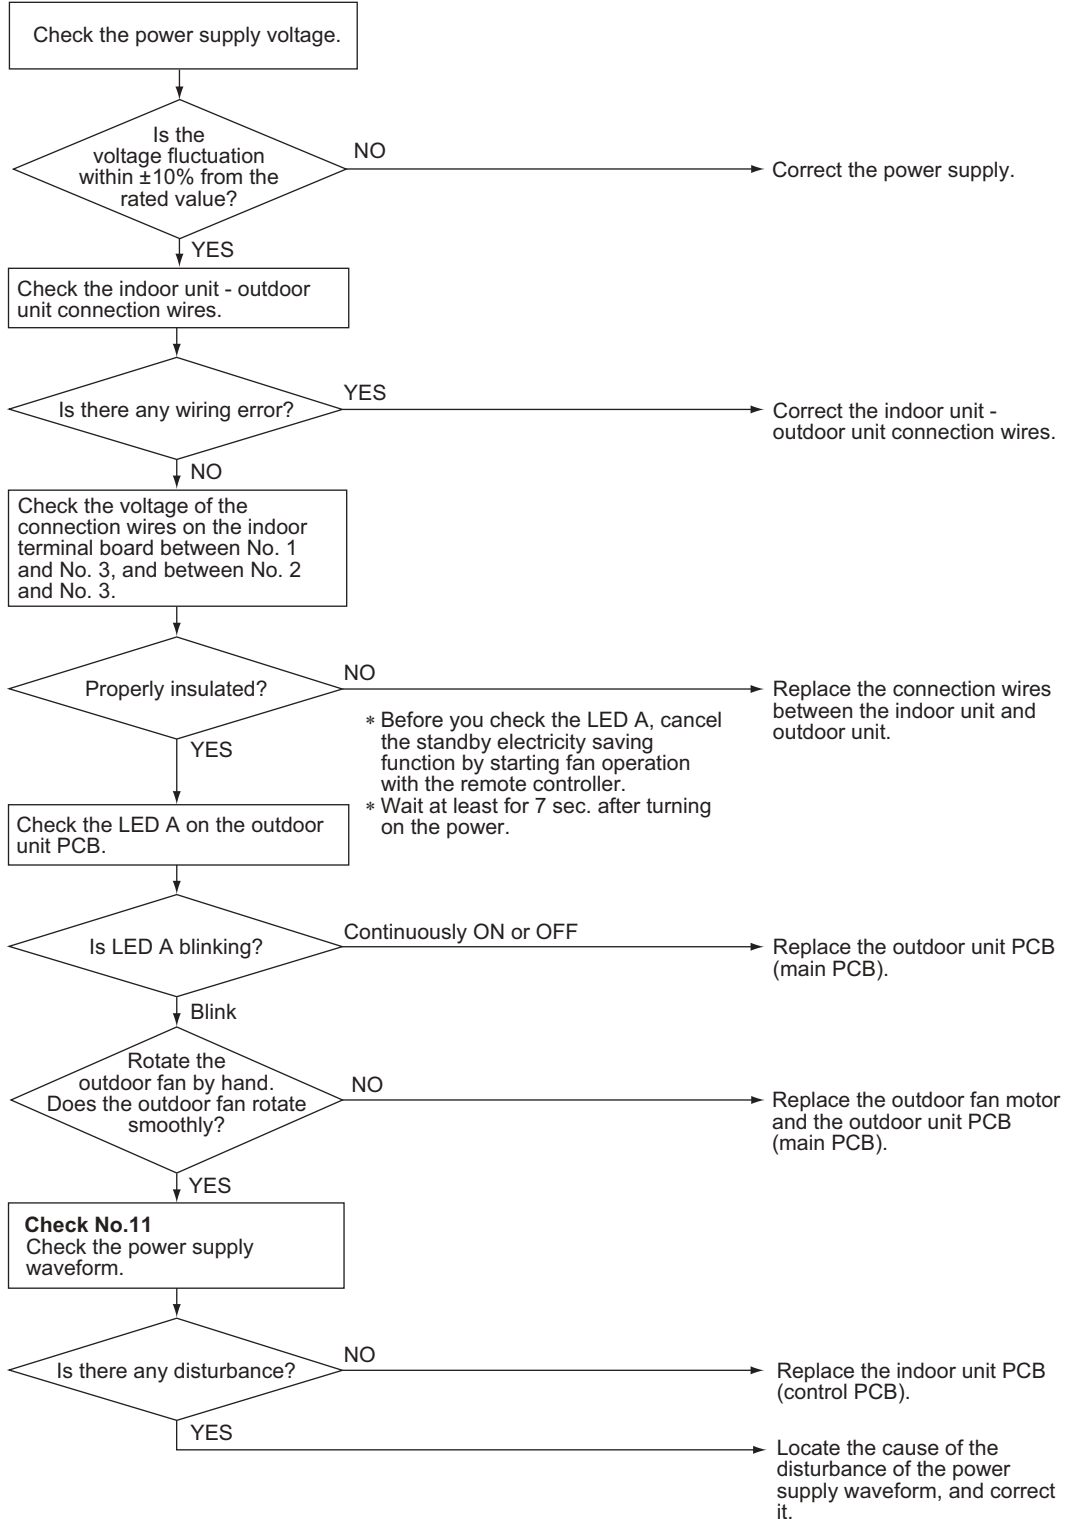 Check the power supply voltage.
Is the
voltage fluctuation
within ±10% from the
rated value?
NO
Correct the power supply.
YES
Check the indoor unit - outdoor
unit connection wires.
Is there any wiring error?
YES
Correct the indoor unit -
outdoor unit connection wires.
NO
Check the voltage of the
connection wires on the indoor
terminal board between No. 1
and No. 3, and between No. 2
and No. 3.
Properly insulated?
NO
Replace the connection wires
between the indoor unit and
outdoor unit.
YES
∗ Before you check the LED A, cancel
the standby electricity saving
function by starting fan operation
with the remote controller.
∗ Wait at least for 7 sec. after turning
on the power.
Check the LED A on the outdoor
unit PCB.
Is LED A blinking?
Continuously ON or OFF
Replace the outdoor unit PCB
(main PCB).
Blink
Rotate the
outdoor fan by hand.
Does the outdoor fan rotate
smoothly?
NO
Replace the outdoor fan motor
and the outdoor unit PCB
(main PCB).
YES
Check No.11
Check the power supply
waveform.
Is there any disturbance?
NO
Replace the indoor unit PCB
(control PCB).
YES
Locate the cause of the
disturbance of the power
supply waveform, and correct
it.